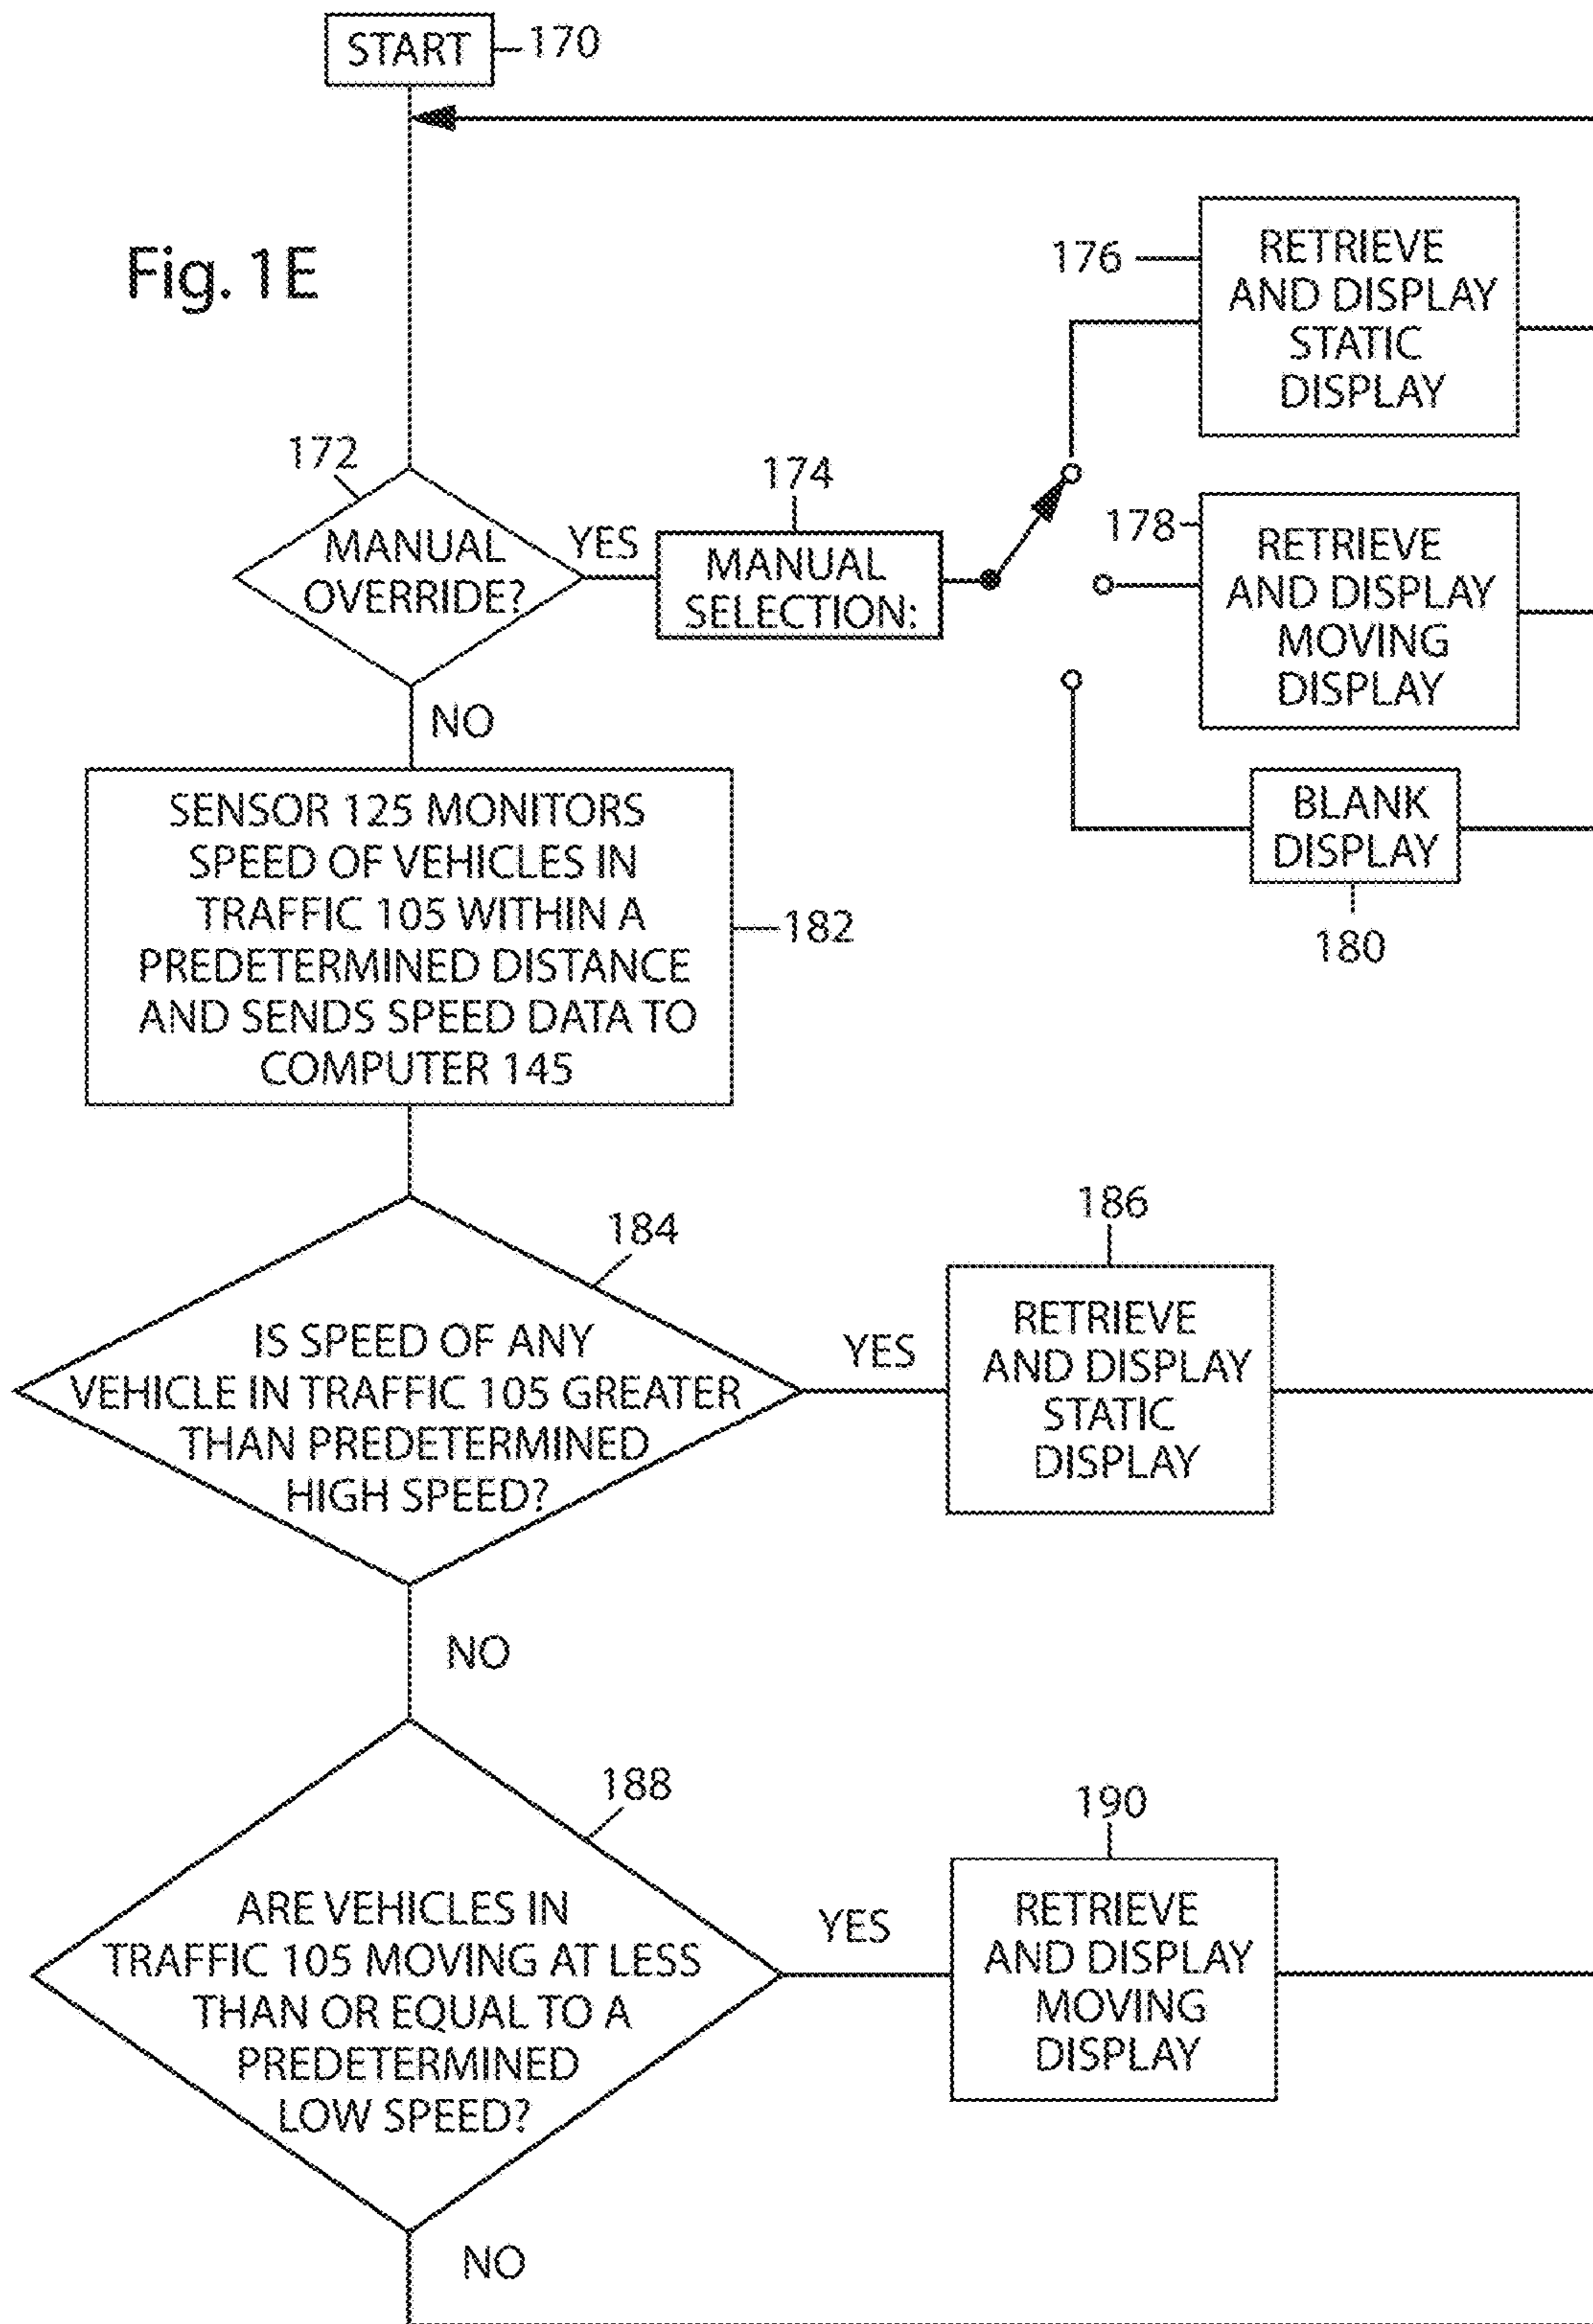 START
170
Fig. 1E
176
RETRIEVE
AND DISPLAY
STATIC
DISPLAY
172
MANUAL
OVERRIDE?
YES
174
MANUAL
SELECTION:
178
RETRIEVE
AND DISPLAY
MOVING
DISPLAY
NO
BLANK
DISPLAY
180
SENSOR 125 MONITORS
SPEED OF VEHICLES IN
TRAFFIC 105 WITHIN A
PREDETERMINED DISTANCE
AND SENDS SPEED DATA TO
COMPUTER 145
182
184
IS SPEED OF ANY
VEHICLE IN TRAFFIC 105 GREATER
THAN PREDETERMINED
HIGH SPEED?
YES
186
RETRIEVE
AND DISPLAY
STATIC
DISPLAY
NO
188
ARE VEHICLES IN
TRAFFIC 105 MOVING AT LESS
THAN OR EQUAL TO A
PREDETERMINED
LOW SPEED?
YES
190
RETRIEVE
AND DISPLAY
MOVING
DISPLAY
NO